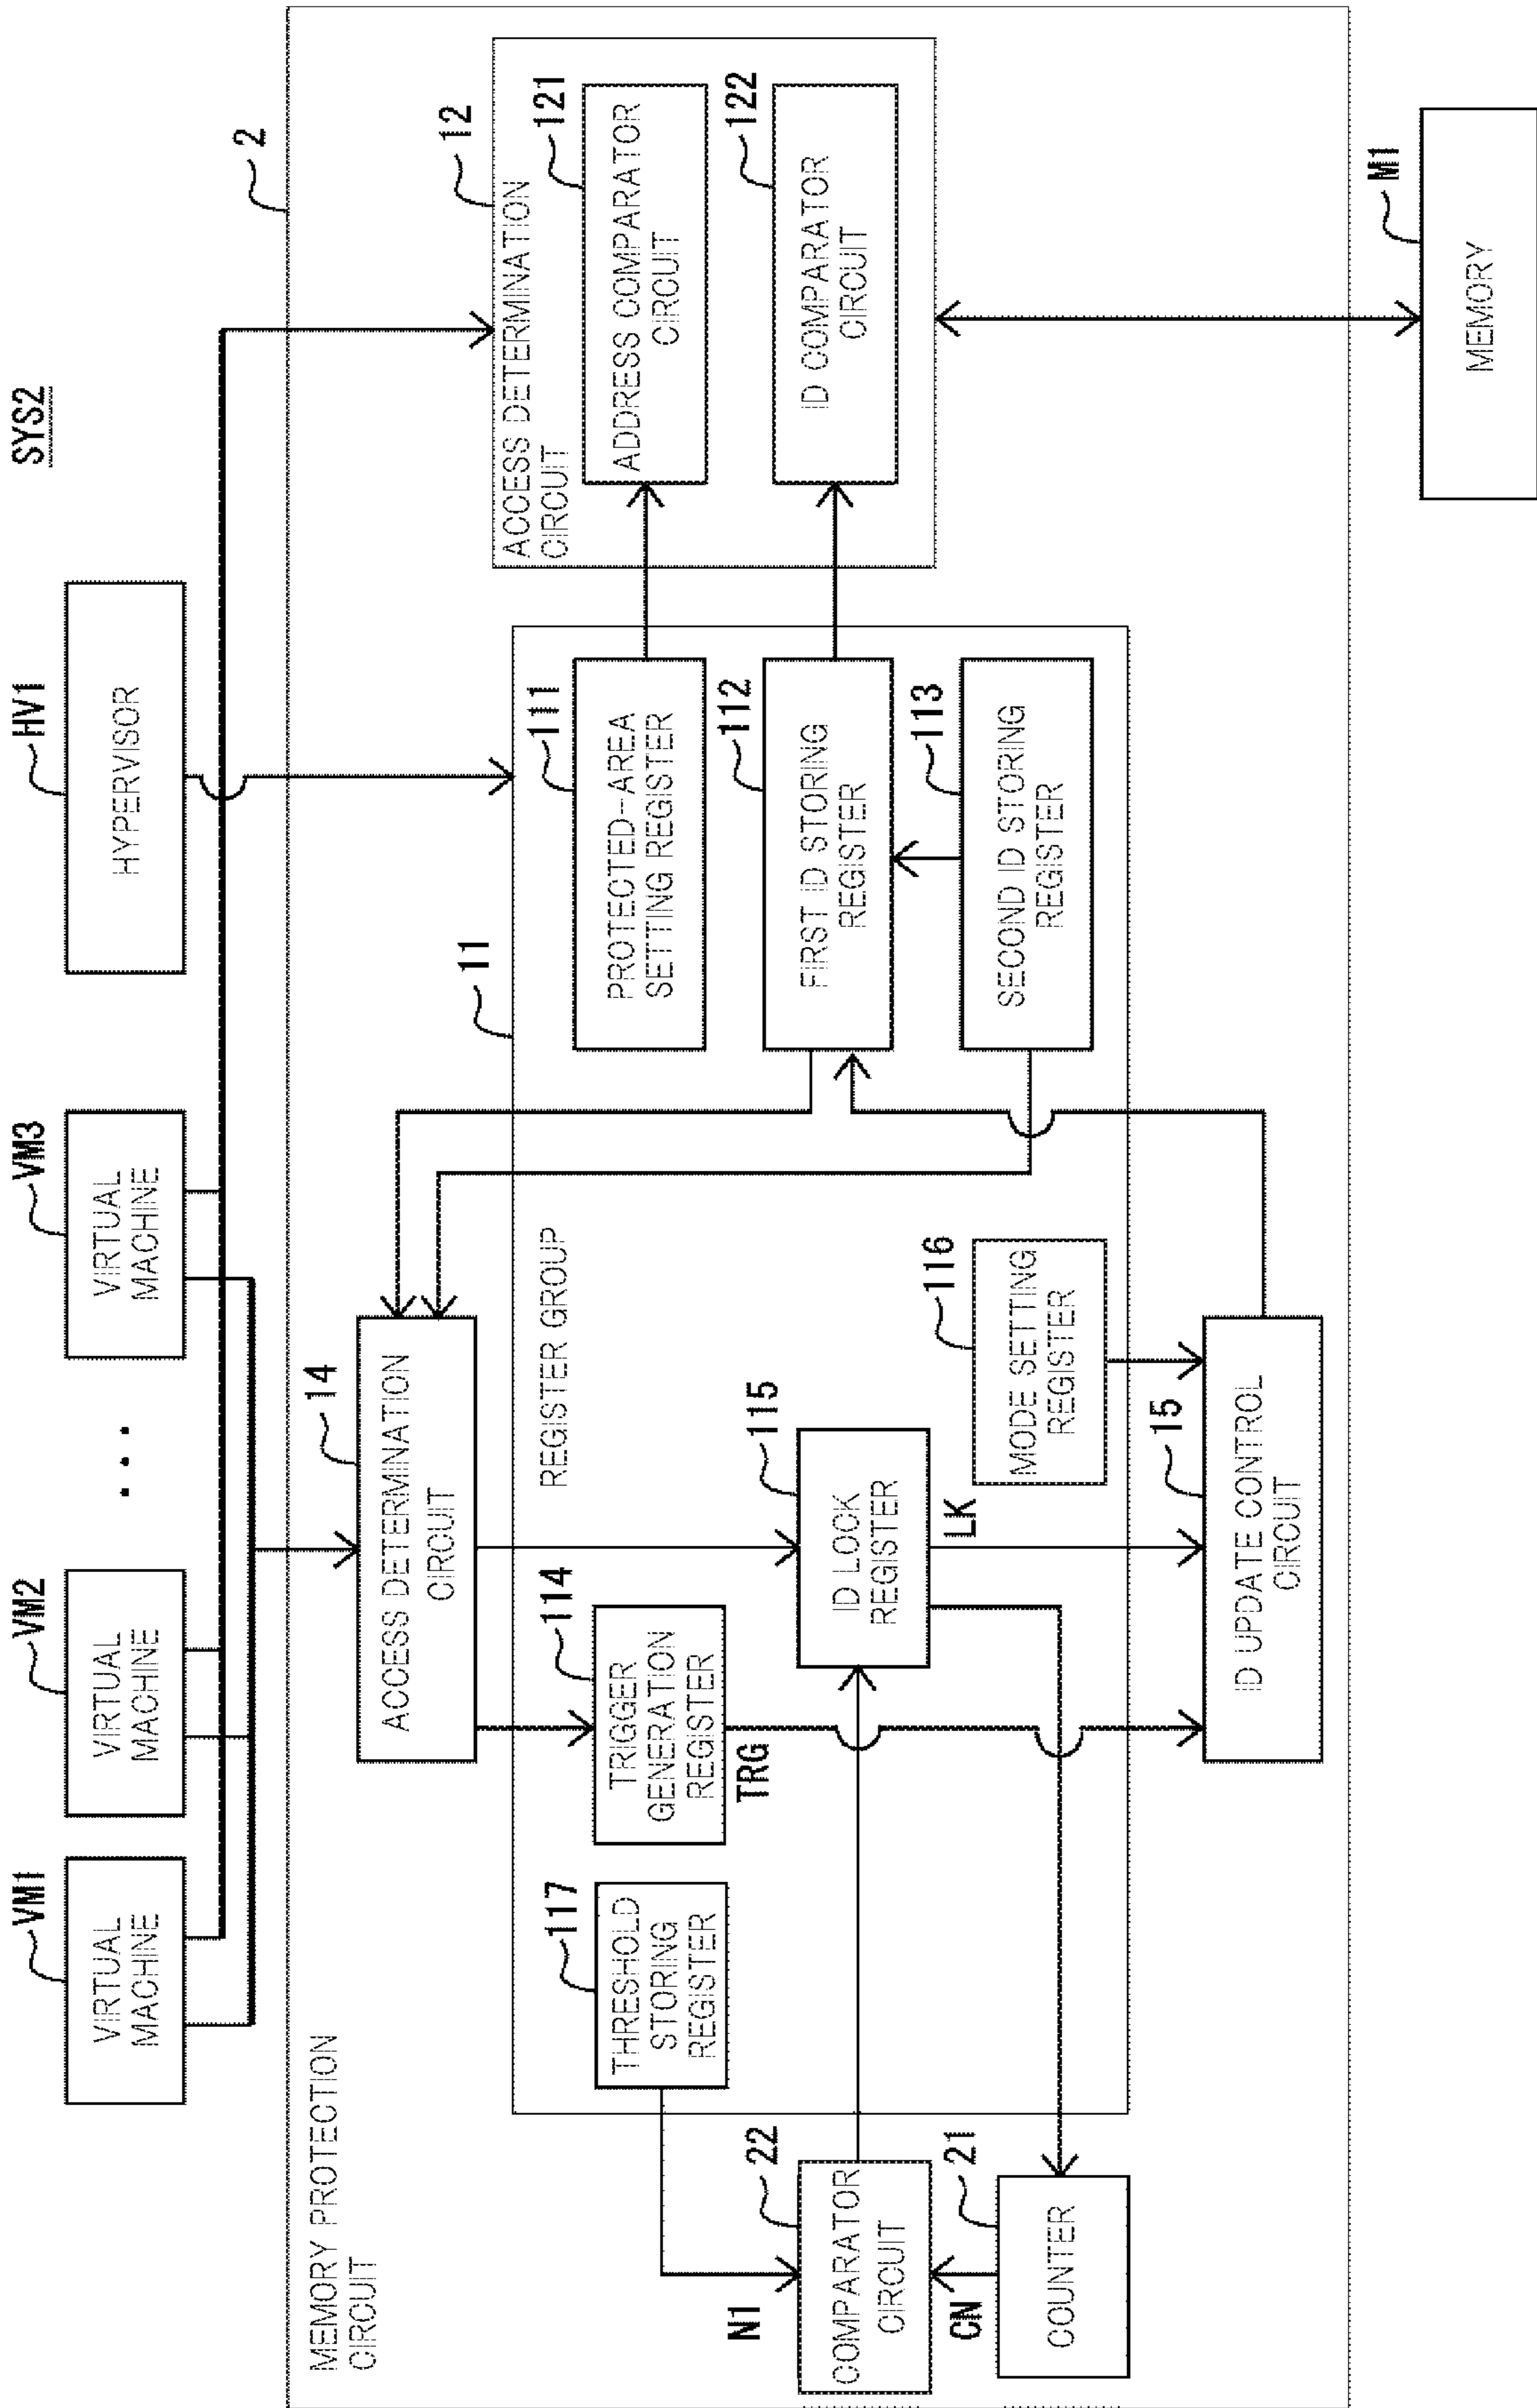 SYS2
VM1
VIRTUAL
MACHINE
VM2
VIRTUAL
MACHINE
...
VM3
VIRTUAL
MACHINE
HV1
HYPERVISOR
2
MEMORY PROTECTION
CIRCUIT
14
ACCESS DETERMINATION
CIRCUIT
11
REGISTER GROUP
117
THRESHOLD
STORING
REGISTER
114
TRIGGER
GENERATION
REGISTER
TRG
115
ID LOCK
REGISTER
LK
116
MODE SETTING
REGISTER
111
PROTECTED-AREA
SETTING REGISTER
112
FIRST ID STORING
REGISTER
113
SECOND ID STORING
REGISTER
12
ACCESS DETERMINATION
CIRCUIT
121
ADDRESS COMPARATOR
CIRCUIT
122
ID COMPARATOR
CIRCUIT
N1
22
COMPARATOR
CIRCUIT
CN
21
COUNTER
15
ID UPDATE CONTROL
CIRCUIT
M1
MEMORY